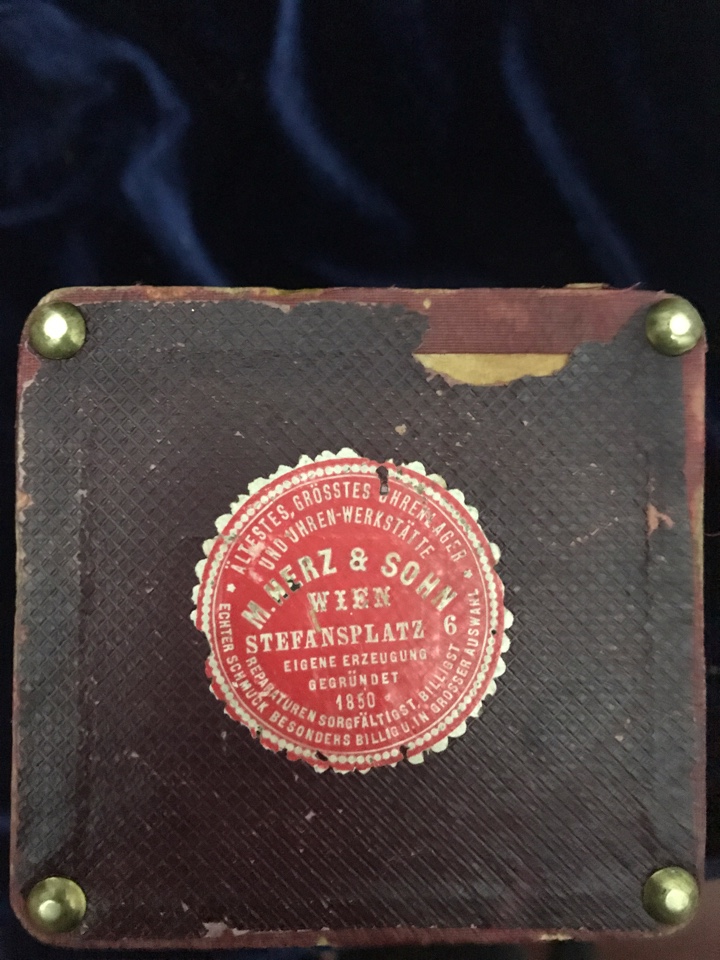 ÄLTESTES, GRÖSSTES UHRENLAGER
UND UHREN-WERKSTÄTTE
M. HERZ & SOHN
WIEN
STEFANSPLATZ 6
EIGENE ERZEUGUNG
GEGRÜNDET
1850
REPARATUREN SORGFÄLTIGST, BILLIGST
ECHTER SCHMUCK BESONDERS BILLIG U. IN GROSSER AUSWAHL